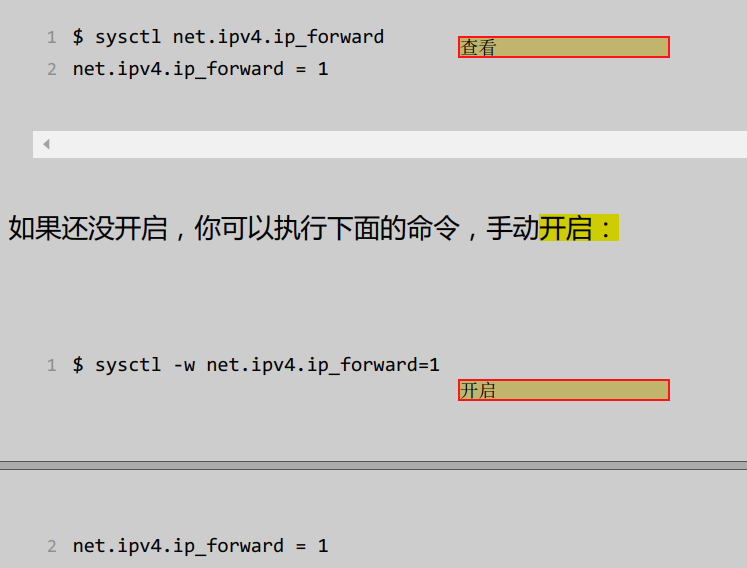 1 $ sysctl net.ipv4.ip_forward
查看
2 net.ipv4.ip_forward = 1
如果还没开启，你可以执行下面的命令，手动开启：
1 $ sysctl -w net.ipv4.ip_forward=1
开启
2 net.ipv4.ip_forward = 1